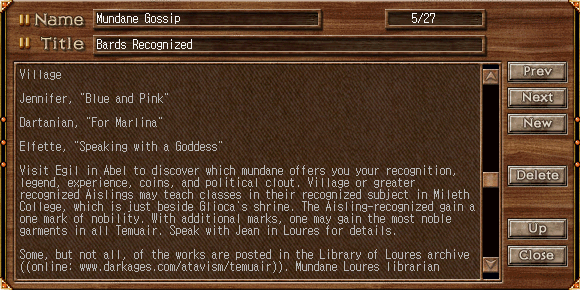 Name Mundane Gossip 5/27
Title Bards Recognized
Village
Jennifer, "Blue and Pink"
Dartanian, "For Marlina"
Elfette, "Speaking with a Goddess"
Visit Egil in Abel to discover which mundane offers you your recognition,
legend, experience, coins, and political clout. Village or greater
recognized Aislings may teach classes in their recognized subject in Mileth
College, which is just beside Glioca's shrine. The Aisling-recognized gain a
one mark of nobility. With additional marks, one may gain the most noble
garments in all Temuair. Speak with Jean in Loures for details.
Some, but not all, of the works are posted in the Library of Loures archive
((online: www.darkages.com/atavism/temuair)). Mundane Loures librarian
Prev
Next
New
Delete
Up
Close